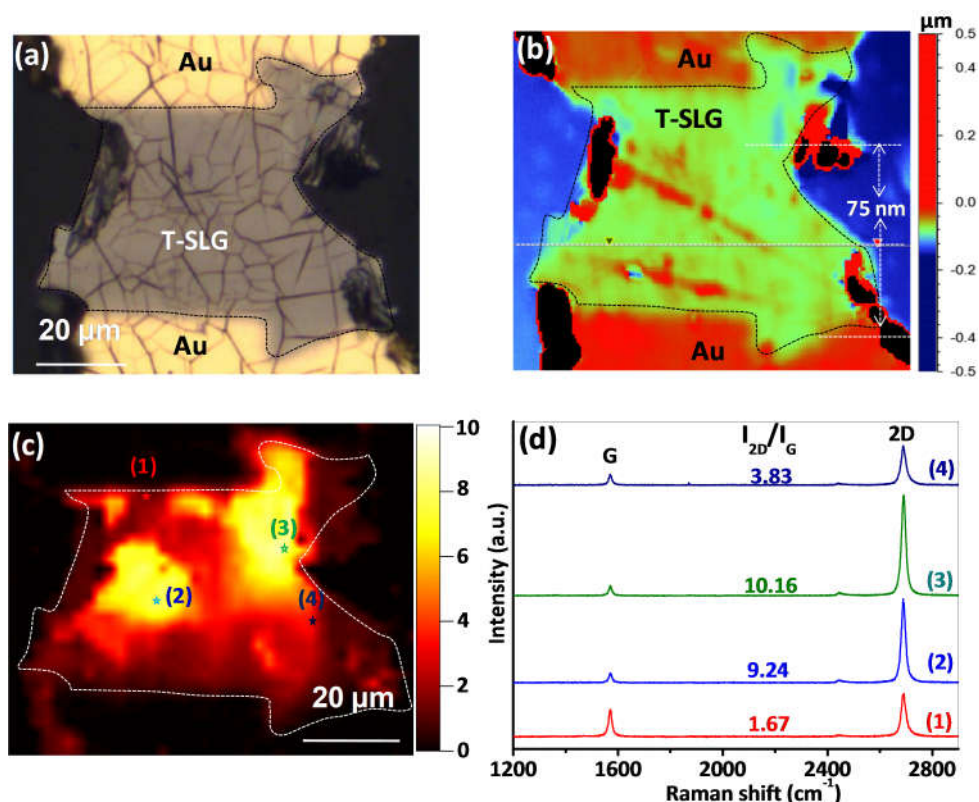 (a)
Au
T-SLG
20 µm
Au
(b)
Au
T-SLG
75 nm
Au
µm
0.5
0.4
0.2
0.0
-0.2
-0.4
-0.5
(c)
(1)
(3)
(2)
(4)
20 µm
10
8
6
4
2
0
(d)
G
I2D/IG
2D
3.83
(4)
10.16
(3)
9.24
(2)
1.67
(1)
Intensity (a.u.)
1200 1600 2000 2400 2800
Raman shift (cm-1)